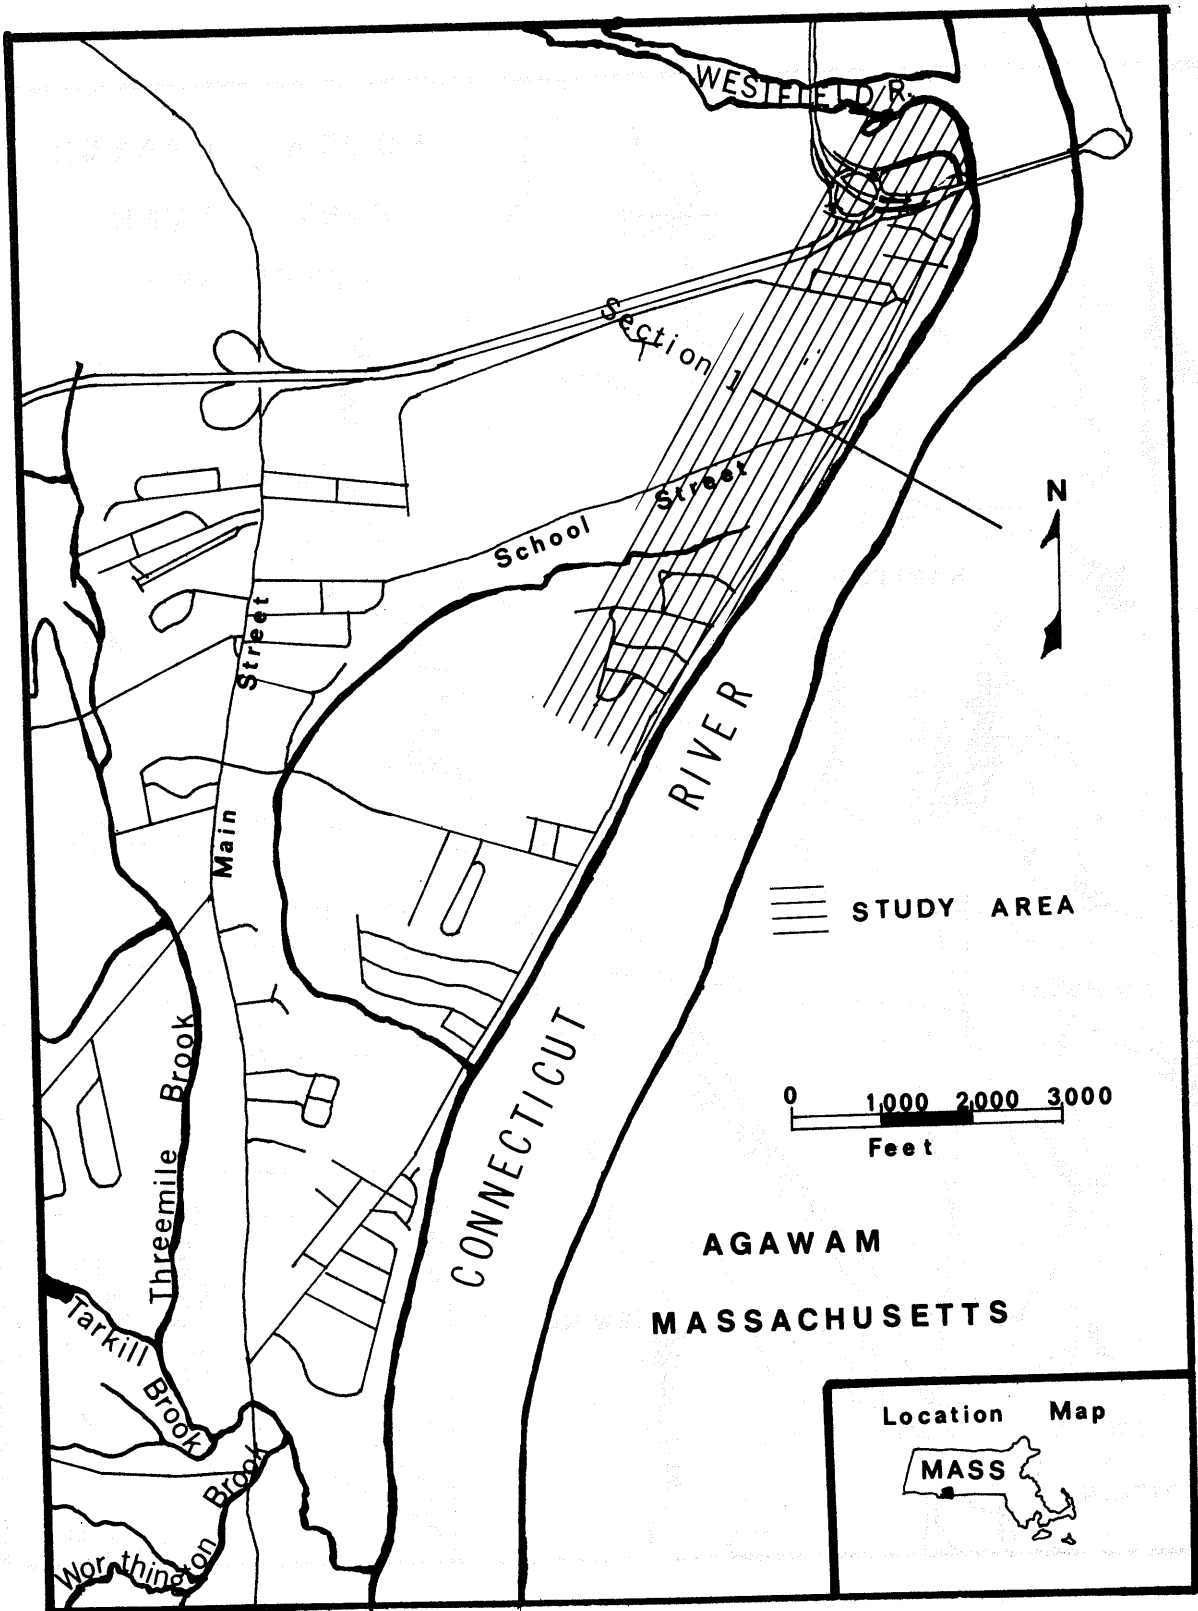 WESTFIELD R.
Section 1
School Street
N
Street
Main
RIVER
STUDY AREA
CONNECTICUT
Threemile Brook
0 1,000 2,000 3,000
Feet
AGAWAM
MASSACHUSETTS
Tarkill
Brook
Location Map
MASS
Brook
Worthington